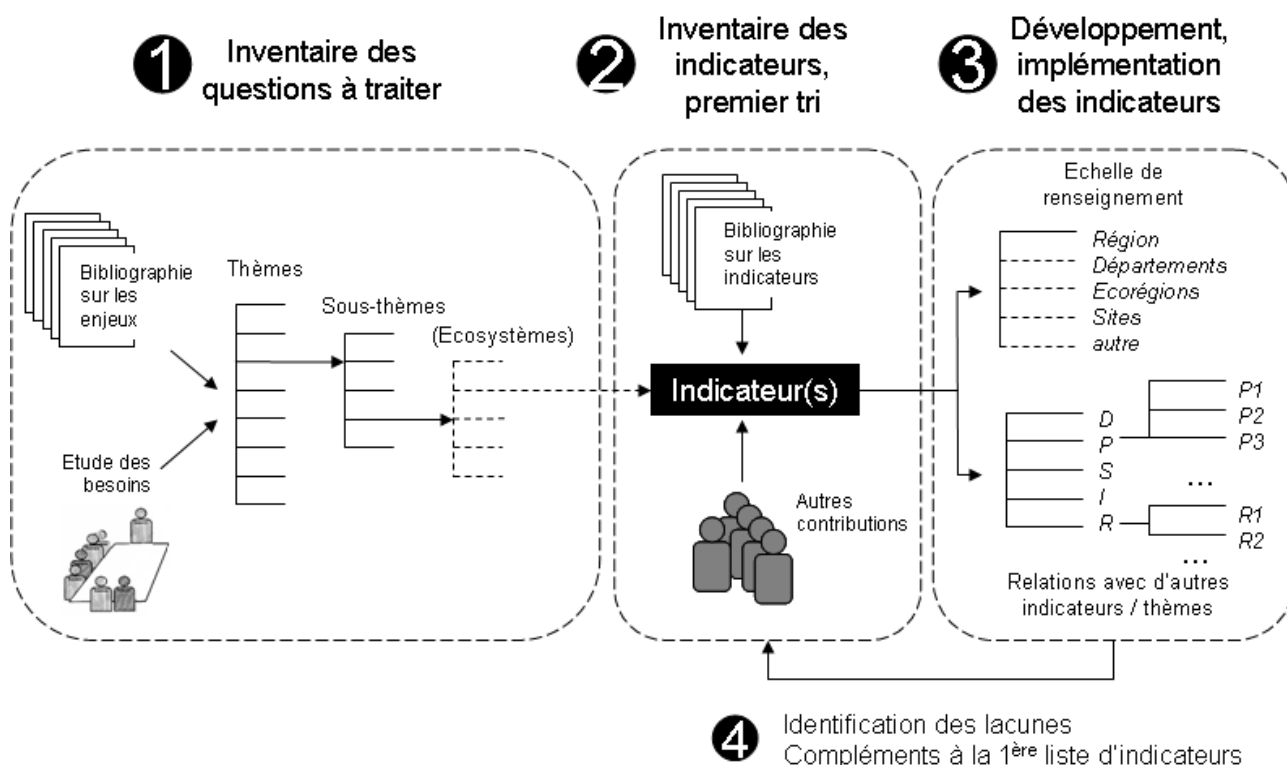 1
Inventaire des
questions à traiter
Bibliographie
sur les
enjeux
Etude des
besoins
Thèmes
Sous-thèmes
(Ecosystèmes)
2
Inventaire des
indicateurs,
premier tri
Bibliographie
sur les
indicateurs
Indicateur(s)
Autres
contributions
3
Développement,
implémentation
des indicateurs
Echelle de
renseignement
Région
Départements
Ecorégions
Sites
autre
D
P
S
I
R
P1
P2
P3
...
R1
R2
...
Relations avec d'autres
indicateurs / thèmes
4
Identification des lacunes
Compléments à la 1ère liste d'indicateurs